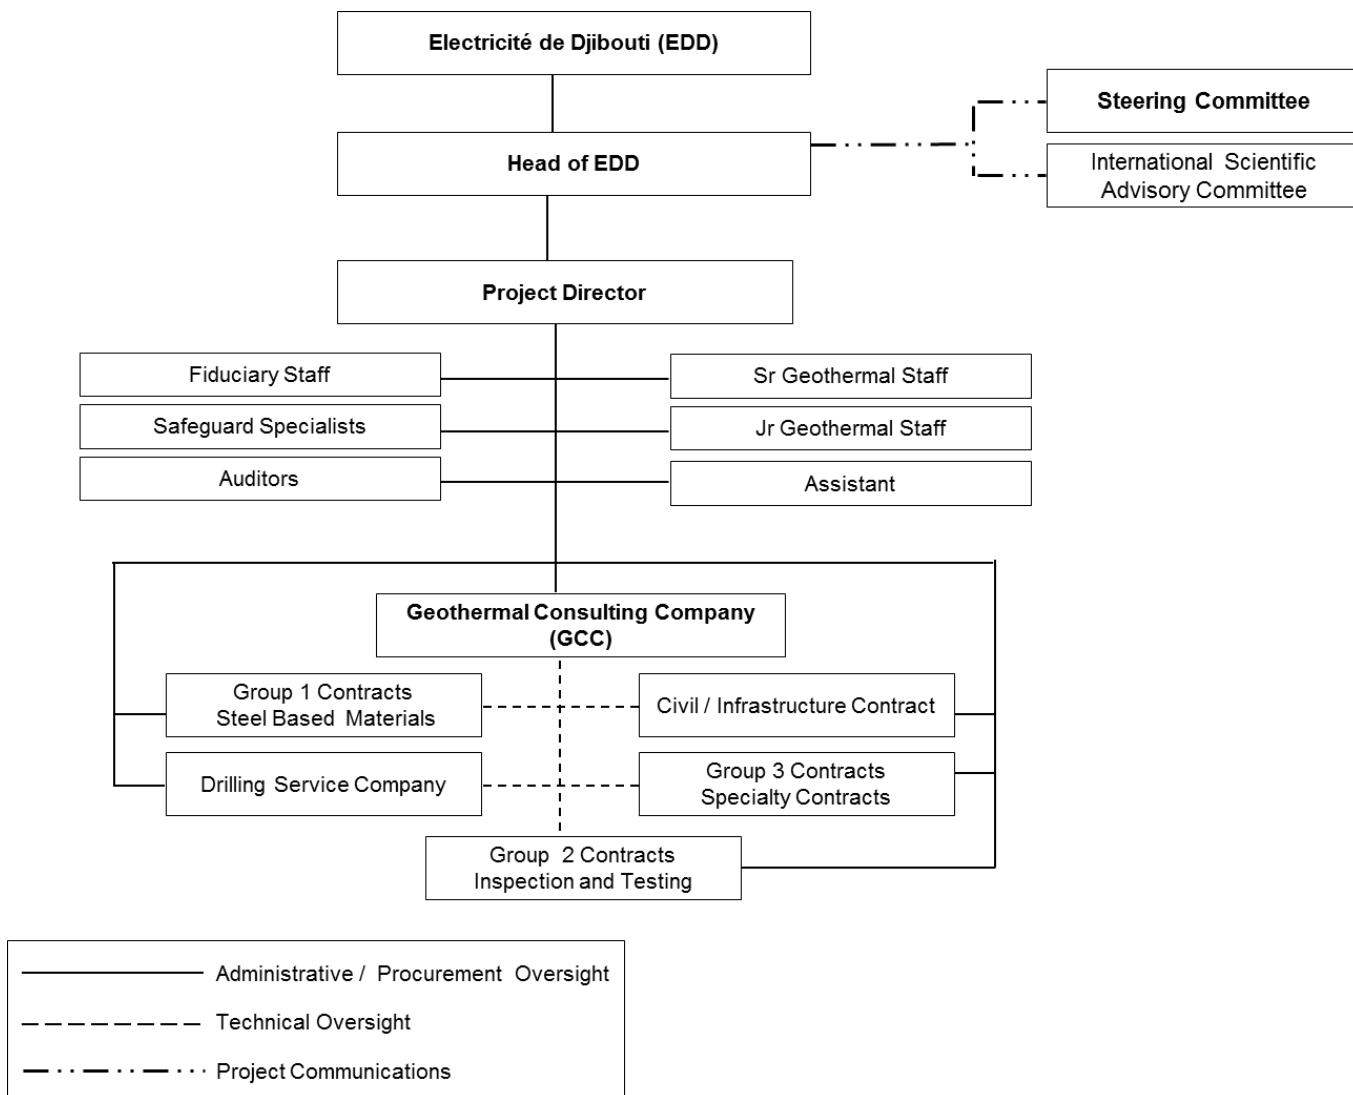 Electricité de Djibouti (EDD)
Steering Committee
Head of EDD
International Scientific
Advisory Committee
Project Director
Fiduciary Staff
Sr Geothermal Staff
Safeguard Specialists
Jr Geothermal Staff
Auditors
Assistant
Geothermal Consulting Company
(GCC)
Group 1 Contracts
Steel Based Materials
Civil / Infrastructure Contract
Drilling Service Company
Group 3 Contracts
Specialty Contracts
Group 2 Contracts
Inspection and Testing
Administrative / Procurement Oversight
Technical Oversight
Project Communications